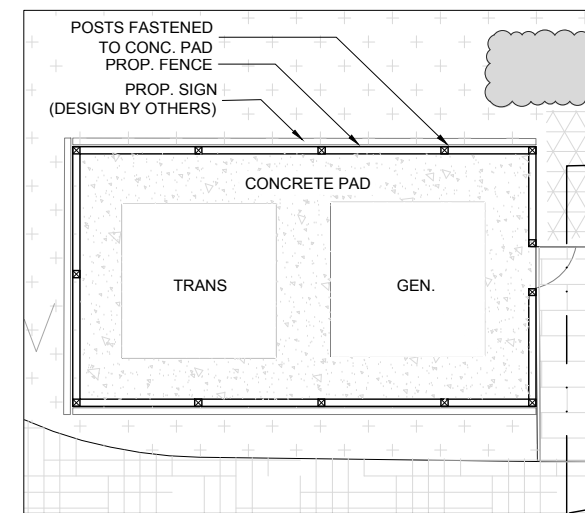 POSTS FASTENED
TO CONC. PAD
PROP. FENCE
PROP. SIGN
(DESIGN BY OTHERS)
CONCRETE PAD
TRANS
GEN.